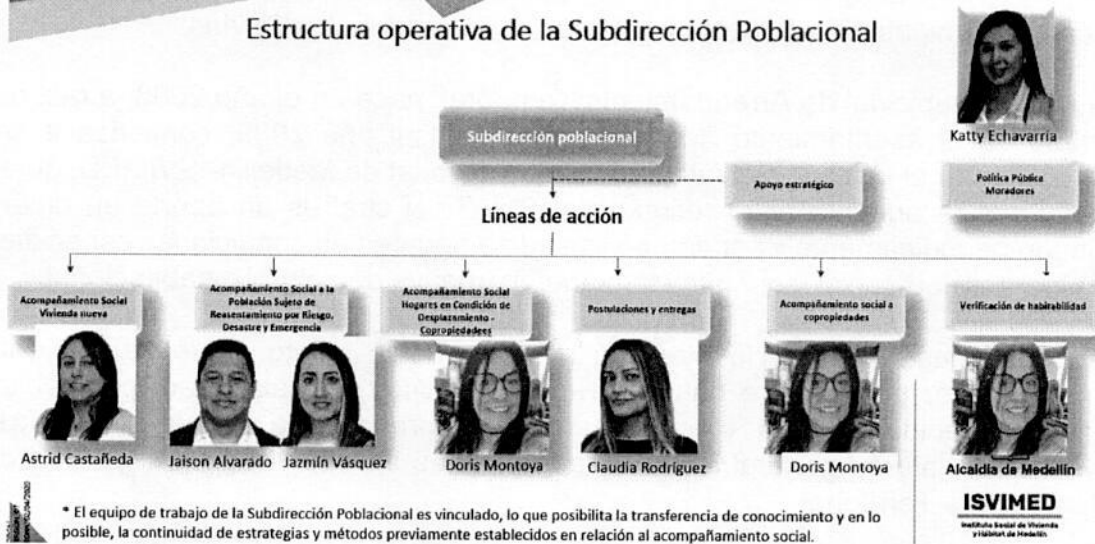 Estructura operativa de la Subdirección Poblacional
Katty Echavarría
Subdirección poblacional
Apoyo estratégico
Política Pública
Moradores
Líneas de acción
Acompañamiento Social
Vivienda nueva
Acompañamiento Social a la
Población Sujeto de
Reasentamiento por Riesgo,
Desastre y Emergencia
Acompañamiento Social
Hogares en Condición de
Desplazamiento -
Copropiedadees
Postulaciones y entregas
Acompañamiento social a
copropiedades
Verificación de habitabilidad
Astrid Castañeda
Jaison Alvarado
Jazmín Vásquez
Doris Montoya
Claudia Rodríguez
Doris Montoya
Alcaldía de Medellín
* El equipo de trabajo de la Subdirección Poblacional es vinculado, lo que posibilita la transferencia de conocimiento y en lo
posible, la continuidad de estrategias y métodos previamente establecidos en relación al acompañamiento social.
ISVIMED
Instituto Social de Vivienda
y Hábitat de Medellín